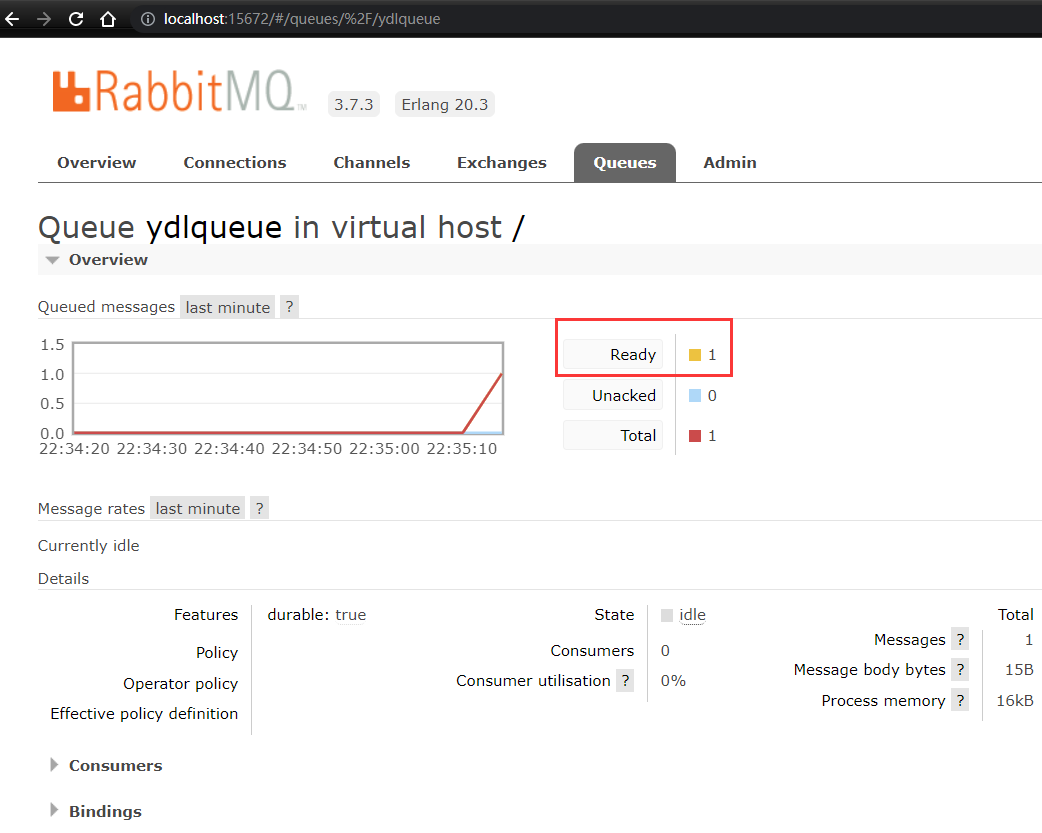 localhost:15672/#/queues/%2F/ydlqueue
RabbitMQ TM 3.7.3 Erlang 20.3
Overview Connections Channels Exchanges Queues Admin
Queue ydlqueue in virtual host /
Overview
Queued messages last minute ?
1.5
1.0
0.5
0.0
22:34:20 22:34:30 22:34:40 22:34:50 22:35:00 22:35:10
Ready 1
Unacked 0
Total 1
Message rates last minute ?
Currently idle
Details
Features durable: true
Policy
Operator policy
Effective policy definition
State idle
Consumers 0
Consumer utilisation ? 0%
Total
Messages ? 1
Message body bytes ? 15B
Process memory ? 16kB
Consumers
Bindings